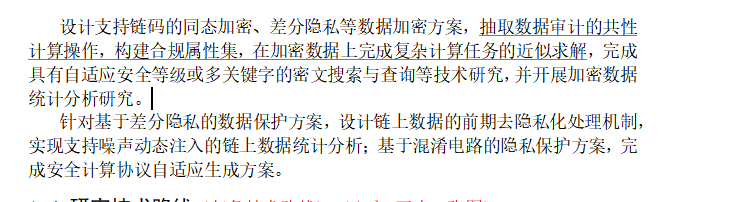 设计支持链码的同态加密、差分隐私等数据加密方案，抽取数据审计的共性
计算操作，构建合规属性集，在加密数据上完成复杂计算任务的近似求解，完成
具有自适应安全等级或多关键字的密文搜索与查询等技术研究，并开展加密数据
统计分析研究。
针对基于差分隐私的数据保护方案，设计链上数据的前期去隐私化处理机制，
实现支持噪声动态注入的链上数据统计分析；基于混淆电路的隐私保护方案，完
成安全计算协议自适应生成方案。